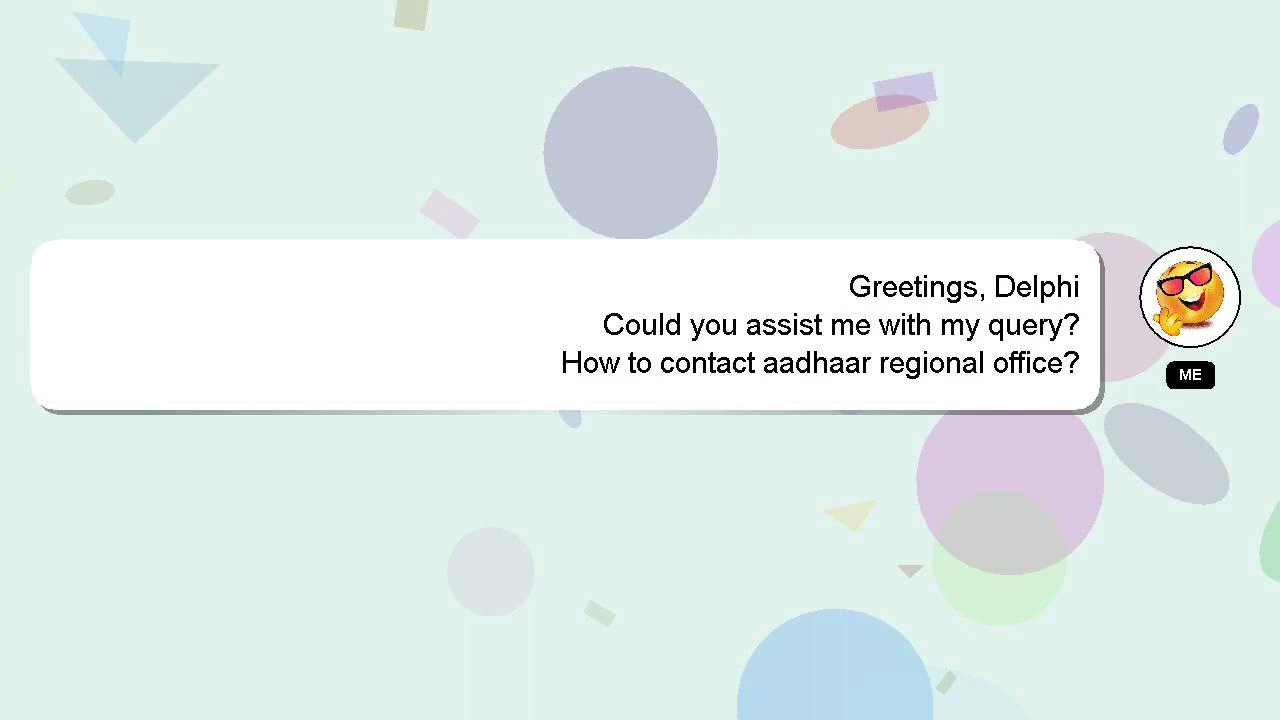 Greetings, Delphi
Could you assist me with my query?
How to contact aadhaar regional office?
ME